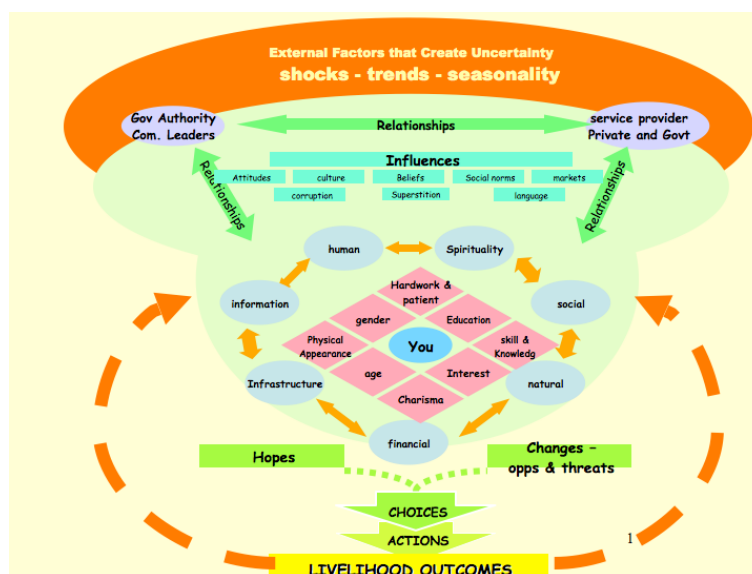 External Factors that Create Uncertainty
shocks - trends - seasonality
Gov Authority
Com. Leaders
Relationships
service provider
Private and Govt
Influences
Relationships
Relationships
Attitudes
culture
Beliefs
Social norms
markets
corruption
Superstition
language
human
Spirituality
information
social
Hardwork &
patient
gender
Education
Physical
Appearance
You
skill &
Knowledg
age
Interest
Charisma
Infrastructure
natural
financial
Hopes
Changes –
opps & threats
CHOICES
ACTIONS
1
LIVELIHOOD OUTCOMES